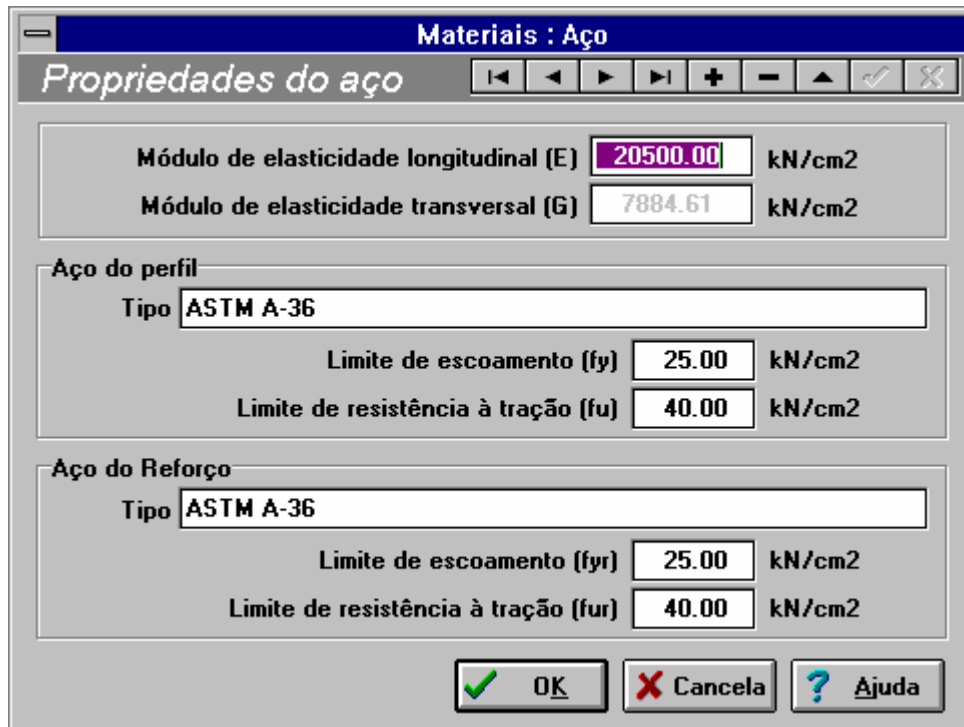 Materiais : Aço
Propriedades do aço
Módulo de elasticidade longitudinal (E) 20500.00 kN/cm2
Módulo de elasticidade transversal (G) 7884.61 kN/cm2
Aço do perfil
Tipo ASTM A-36
Limite de escoamento (fy) 25.00 kN/cm2
Limite de resistência à tração (fu) 40.00 kN/cm2
Aço do Reforço
Tipo ASTM A-36
Limite de escoamento (fyr) 25.00 kN/cm2
Limite de resistência à tração (fur) 40.00 kN/cm2
OK Cancela Ajuda